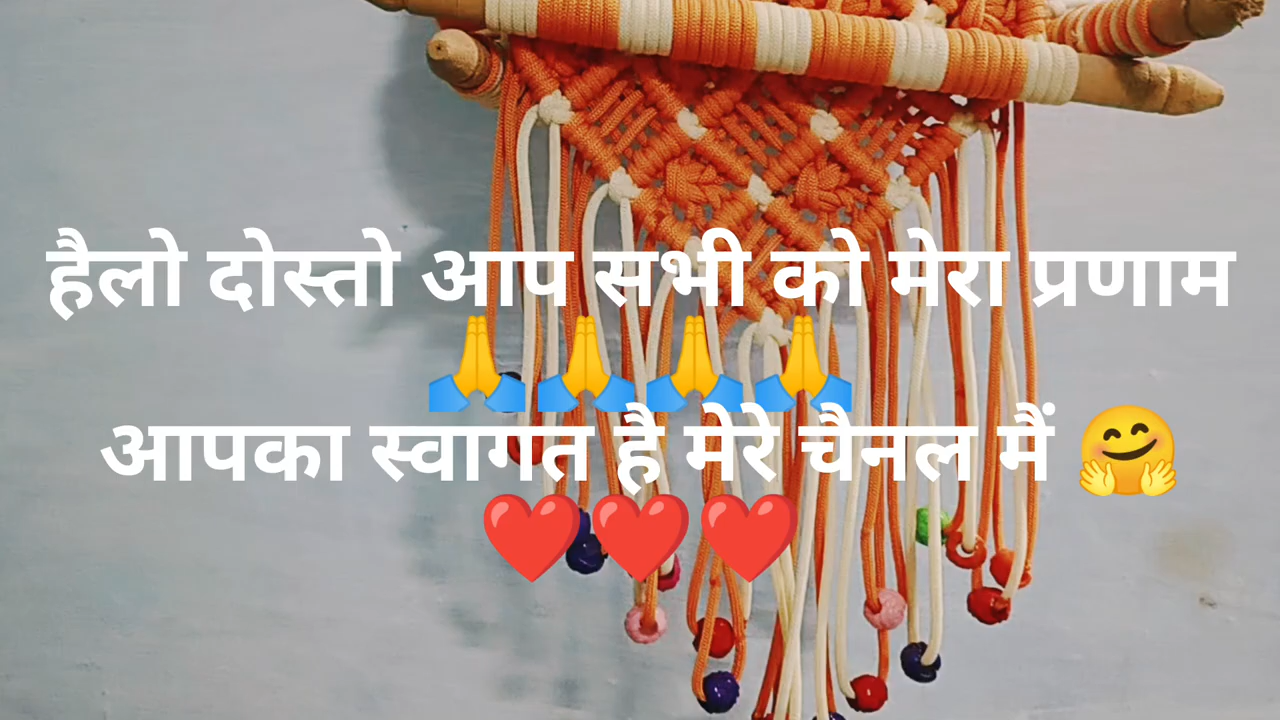 हैलो दोस्तो आप सभी को मेरा प्रणाम
🙏🙏🙏🙏
आपका स्वागत है मेरे चैनल मैं 🤗
❤️❤️❤️